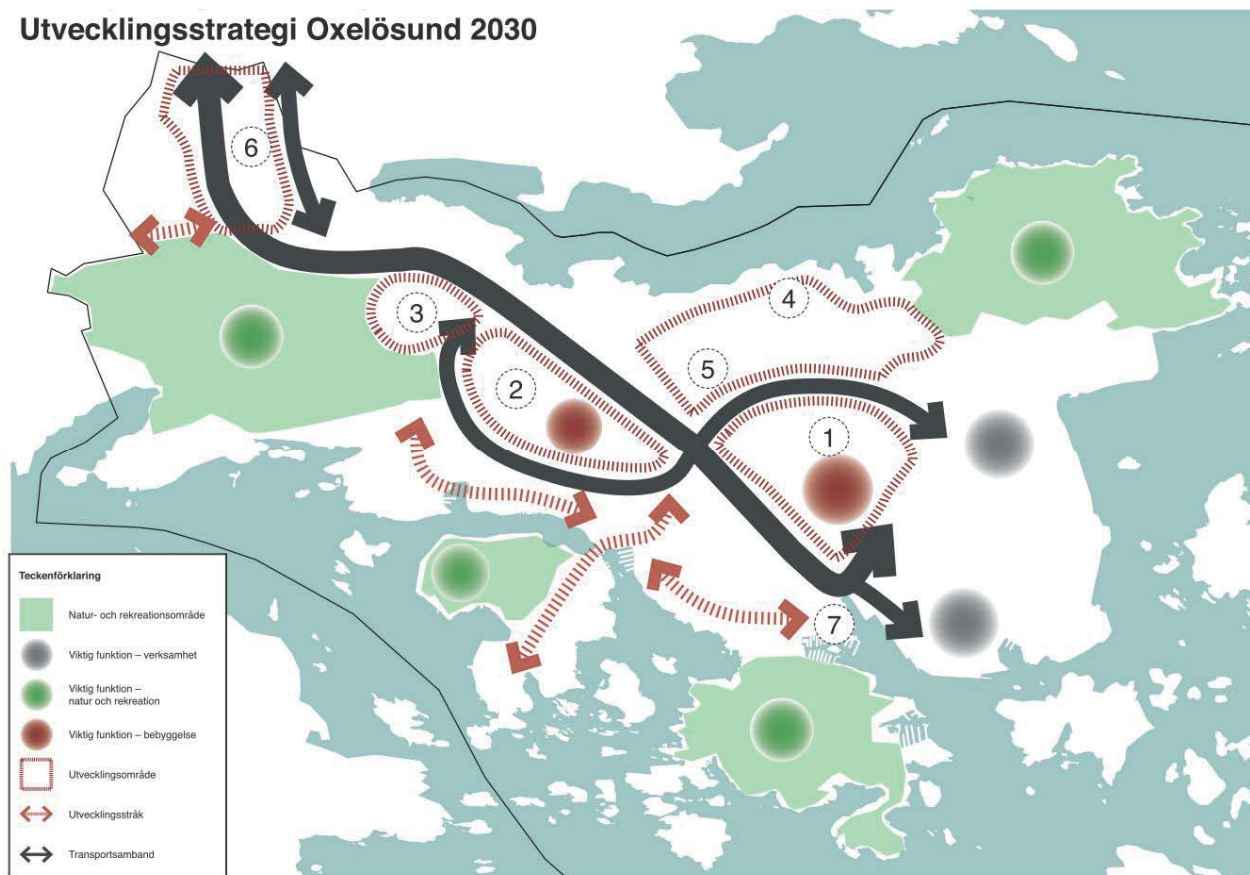 Utvecklingsstrategi Oxelösund 2030
6
4
3
5
2
1
7
Teckenförklaring
Natur- och rekreationsområde
Viktig funktion – verksamhet
Viktig funktion –
natur och rekreation
Viktig funktion – bebyggelse
Utvecklingsområde
Utvecklingsstråk
Transportsamband